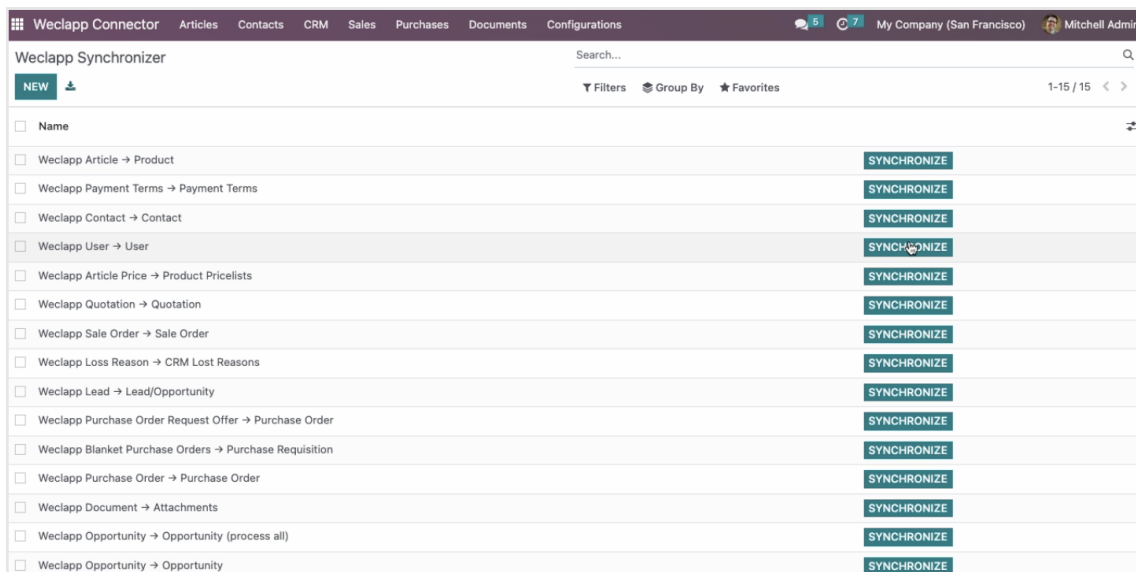 Weclapp Connector Articles Contacts CRM Sales Purchases Documents Configurations 5 7 My Company (San Francisco) Mitchell Admin
Weclapp Synchronizer Search...
NEW Filters Group By Favorites 1-15 / 15
Name
Weclapp Article → Product SYNCHRONIZE
Weclapp Payment Terms → Payment Terms SYNCHRONIZE
Weclapp Contact → Contact SYNCHRONIZE
Weclapp User → User SYNCHRONIZE
Weclapp Article Price → Product Pricelists SYNCHRONIZE
Weclapp Quotation → Quotation SYNCHRONIZE
Weclapp Sale Order → Sale Order SYNCHRONIZE
Weclapp Loss Reason → CRM Lost Reasons SYNCHRONIZE
Weclapp Lead → Lead/Opportunity SYNCHRONIZE
Weclapp Purchase Order Request Offer → Purchase Order SYNCHRONIZE
Weclapp Blanket Purchase Orders → Purchase Requisition SYNCHRONIZE
Weclapp Purchase Order → Purchase Order SYNCHRONIZE
Weclapp Document → Attachments SYNCHRONIZE
Weclapp Opportunity → Opportunity (process all) SYNCHRONIZE
Weclapp Opportunity → Opportunity SYNCHRONIZE